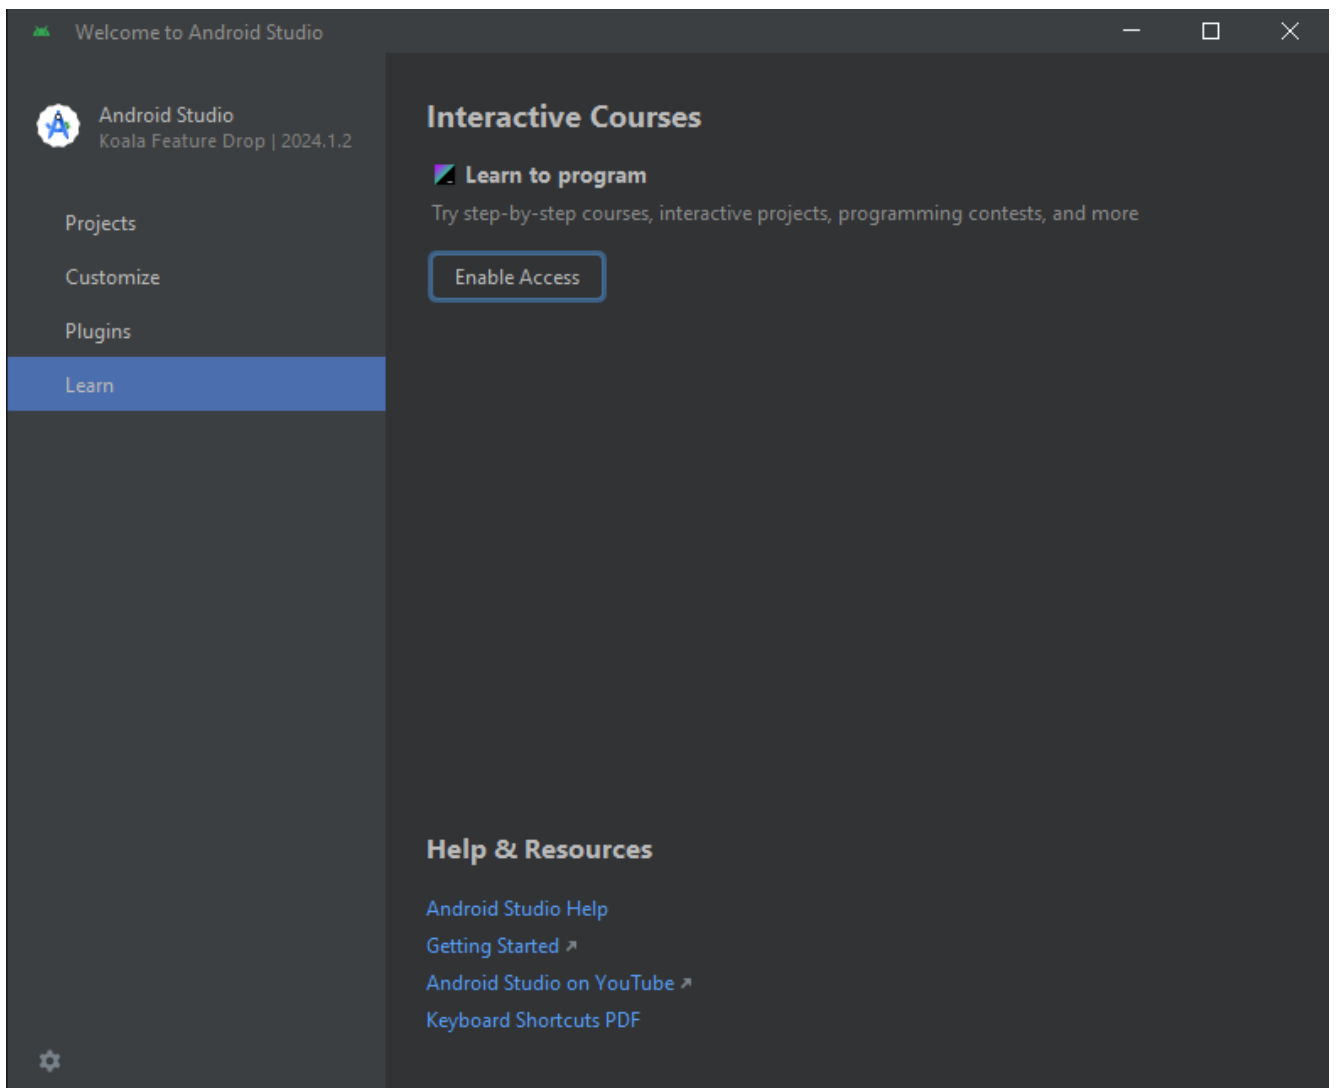 Welcome to Android Studio
Android Studio
Koala Feature Drop | 2024.1.2
Projects
Customize
Plugins
Learn
Interactive Courses
Learn to program
Try step-by-step courses, interactive projects, programming contests, and more
Enable Access
Help & Resources
Android Studio Help
Getting Started
Android Studio on YouTube
Keyboard Shortcuts PDF